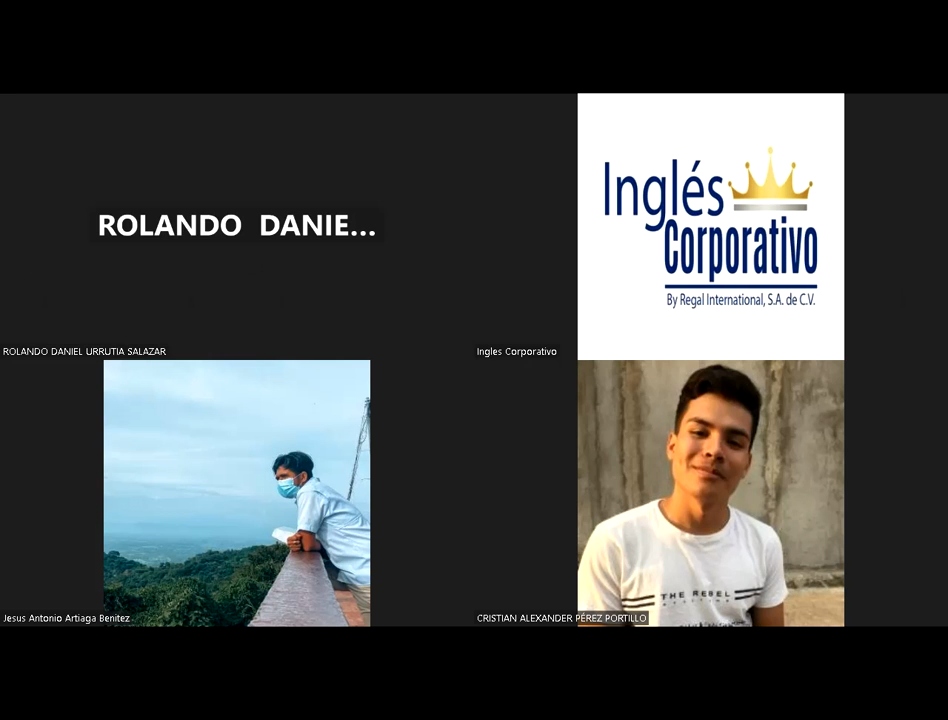 ROLANDO DANIE...
Inglés
Corporativo
By Regal International, S.A. de C.V.
ROLANDO DANIEL URRUTIA SALAZAR
Ingles Corporativo
THE REBEL
Jesus Antonio Artiaga Benitez
CRISTIAN ALEXANDER PÉREZ PORTILLO